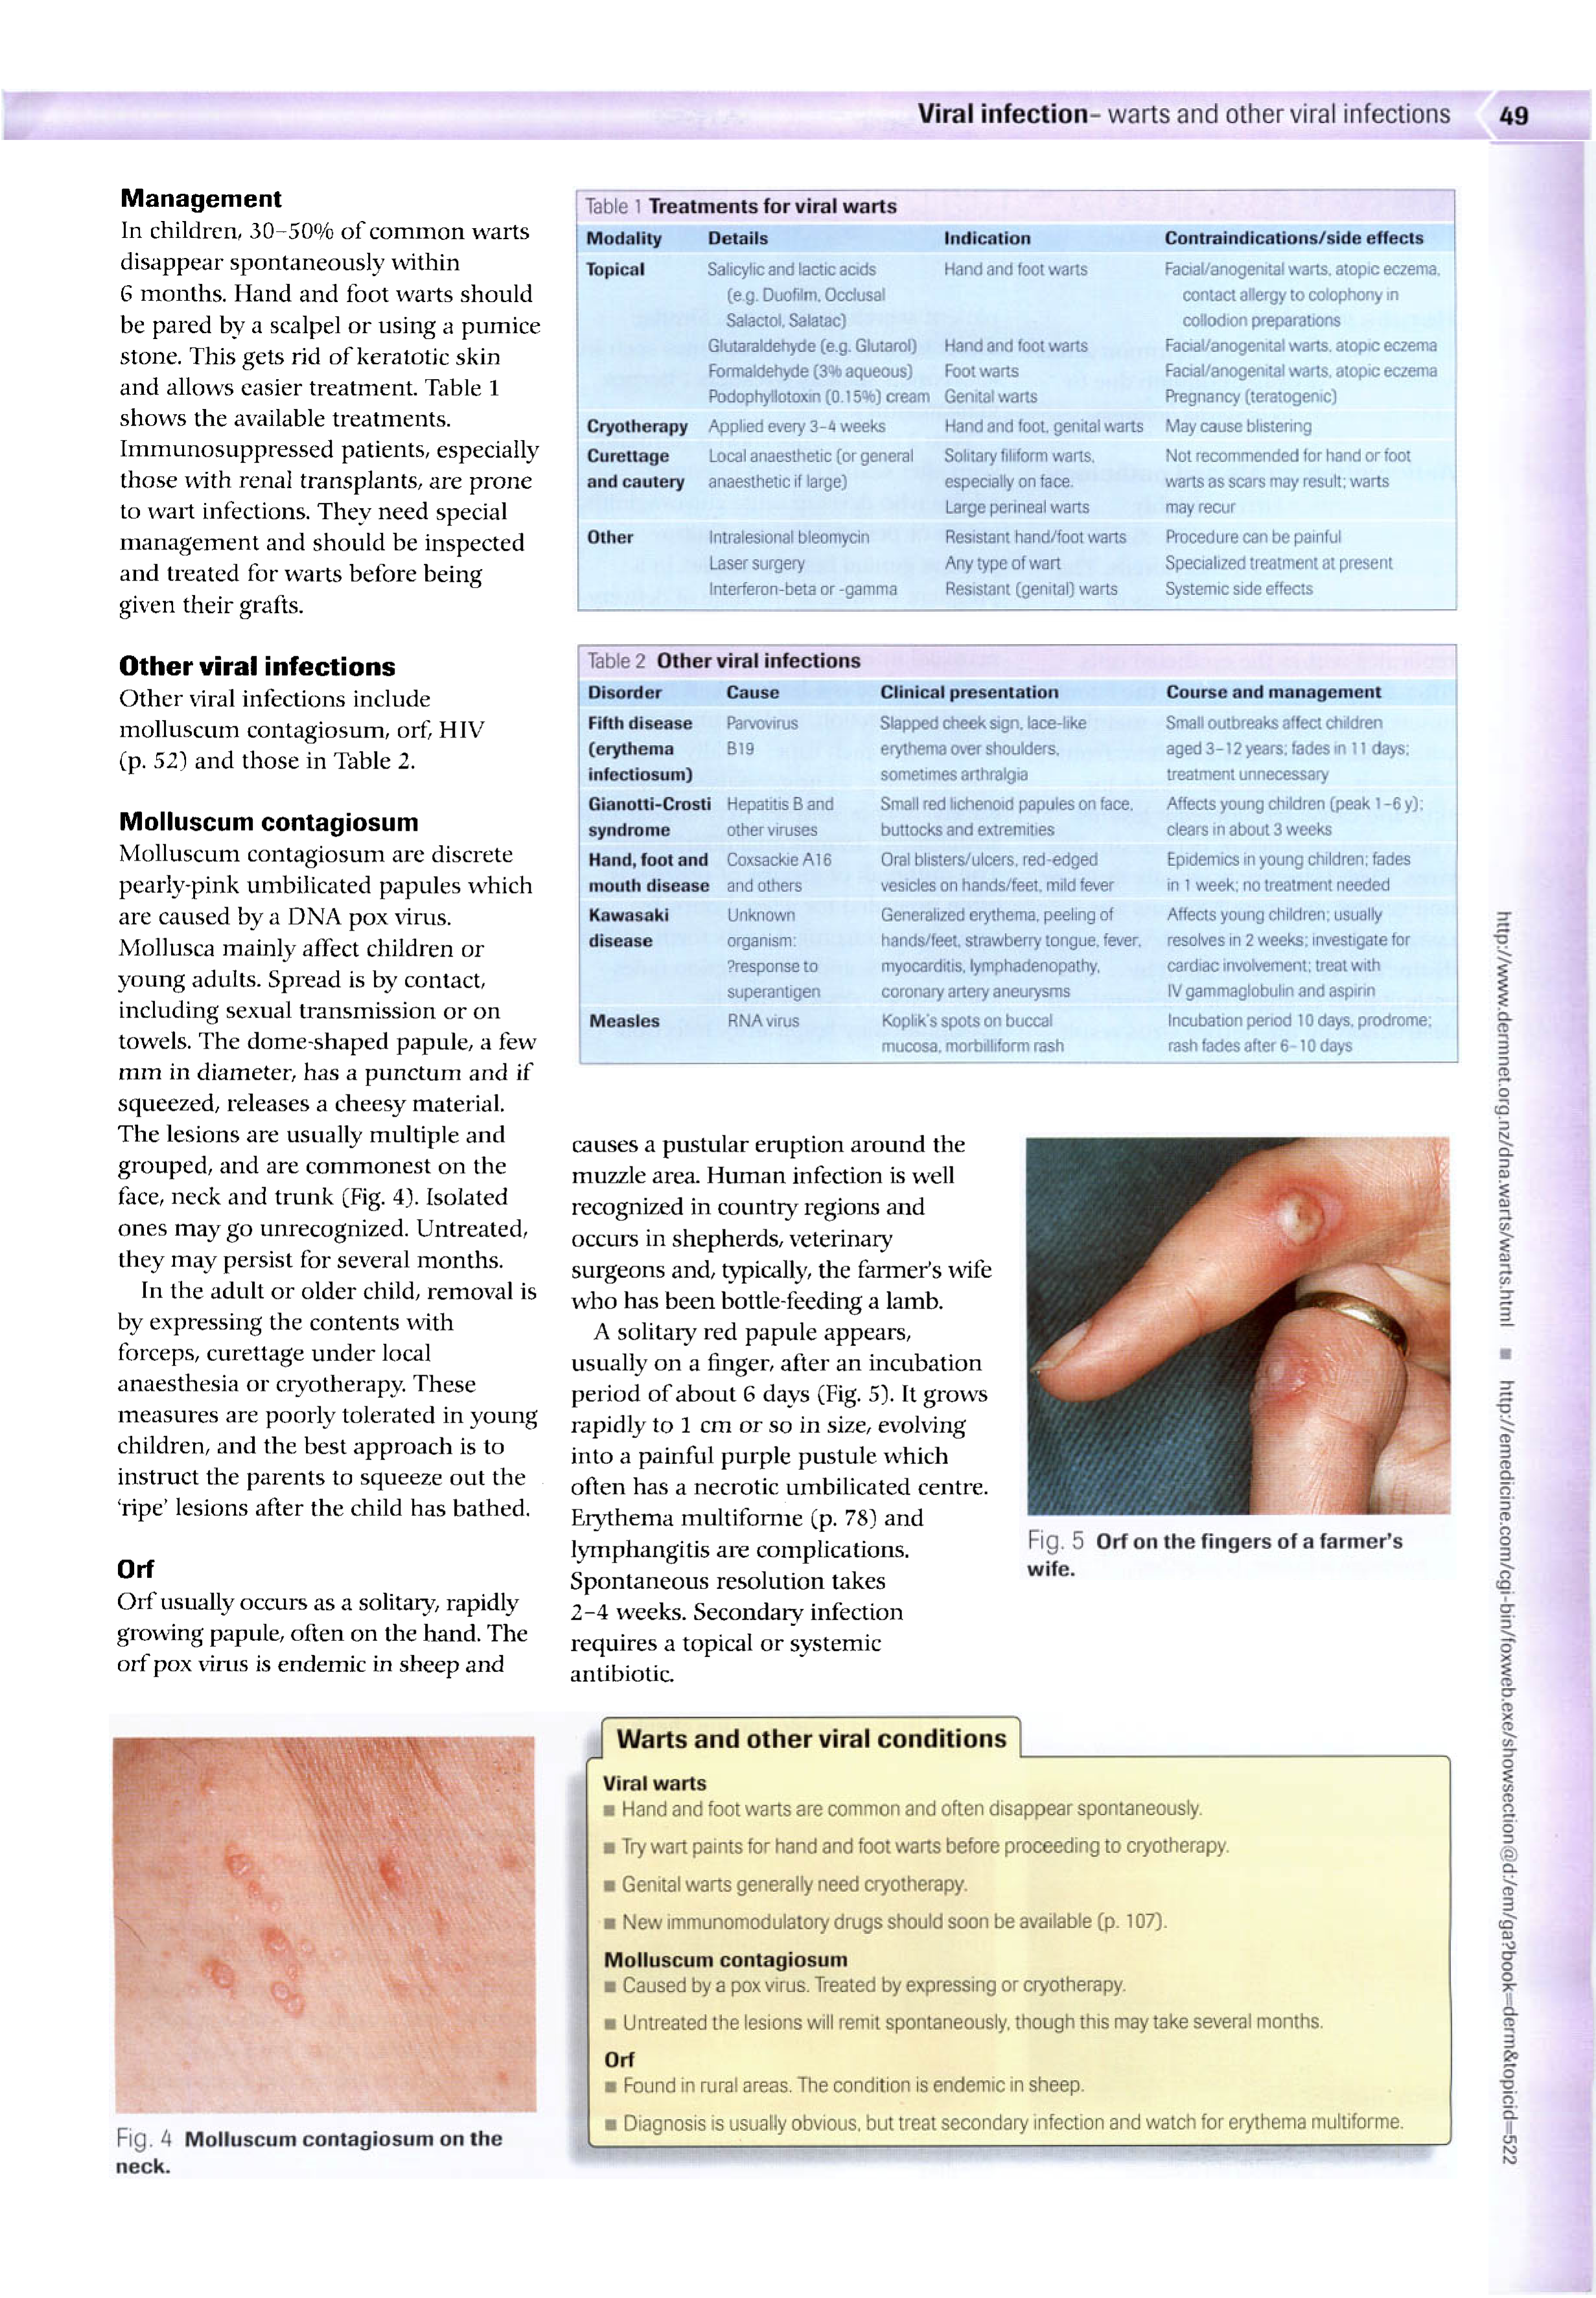 Viral infection– warts and other viral infections 49
Management
In children, 30–50% of common warts
disappear spontaneously within
6 months. Hand and foot warts should
be pared by a scalpel or using a pumice
stone. This gets rid of keratotic skin
and allows easier treatment. Table 1
shows the available treatments.
Immunosuppressed patients, especially
those with renal transplants, are prone
to wart infections. They need special
management and should be inspected
and treated for warts before being
given their grafts.
Other viral infections
Other viral infections include
molluscum contagiosum, orf, HIV
(p. 52) and those in Table 2.
Molluscum contagiosum
Molluscum contagiosum are discrete
pearly-pink umbilicated papules which
are caused by a DNA pox virus.
Mollusca mainly affect children or
young adults. Spread is by contact,
including sexual transmission or on
towels. The dome-shaped papule, a few
mm in diameter, has a punctum and if
squeezed, releases a cheesy material.
The lesions are usually multiple and
grouped, and are commonest on the
face, neck and trunk (Fig. 4). Isolated
ones may go unrecognized. Untreated,
they may persist for several months.
In the adult or older child, removal is
by expressing the contents with
forceps, curettage under local
anaesthesia or cryotherapy. These
measures are poorly tolerated in young
children, and the best approach is to
instruct the parents to squeeze out the
‘ripe’ lesions after the child has bathed.
Orf
Orf usually occurs as a solitary, rapidly
growing papule, often on the hand. The
orf pox virus is endemic in sheep and
Table 1 Treatments for viral warts
Modality Details Indication Contraindications/side effects
Topical Salicylic and lactic acids Hand and foot warts Facial/anogenital warts, atopic eczema,
(e.g. Duofilm, Occlusal contact allergy to colophony in
Salactol, Salatac) collodion preparations
Glutaraldehyde (e.g. Glutarol) Hand and foot warts Facial/anogenital warts, atopic eczema
Formaldehyde (3% aqueous) Foot warts Facial/anogenital warts, atopic eczema
Podophyllotoxin (0.15%) cream Genital warts Pregnancy (teratogenic)
Cryotherapy Applied every 3–4 weeks Hand and foot, genital warts May cause blistering
Curettage Local anaesthetic (or general Solitary filiform warts, Not recommended for hand or foot
and cautery anaesthetic if large) especially on face. warts as scars may result; warts
Large perineal warts may recur
Other Intralesional bleomycin Resistant hand/foot warts Procedure can be painful
Laser surgery Any type of wart Specialized treatment at present
Interferon-beta or -gamma Resistant (genital) warts Systemic side effects
Table 2 Other viral infections
Disorder Cause Clinical presentation Course and management
Fifth disease Parvovirus Slapped cheek sign, lace-like Small outbreaks affect children
(erythema B19 erythema over shoulders, aged 3–12 years; fades in 11 days;
infectiosum) sometimes arthralgia treatment unnecessary
Gianotti-Crosti Hepatitis B and Small red lichenoid papules on face, Affects young children (peak 1–6 y);
syndrome other viruses buttocks and extremities clears in about 3 weeks
Hand, foot and Coxsackie A16 Oral blisters/ulcers, red-edged Epidemics in young children; fades
mouth disease and others vesicles on hands/feet, mild fever in 1 week; no treatment needed
Kawasaki Unknown Generalized erythema, peeling of Affects young children; usually
disease organism: hands/feet, strawberry tongue, fever, resolves in 2 weeks; investigate for
?response to myocarditis, lymphadenopathy, cardiac involvement; treat with
superantigen coronary artery aneurysms IV gammaglobulin and aspirin
Measles RNA virus Koplik's spots on buccal Incubation period 10 days, prodrome;
mucosa, morbilliform rash rash fades after 6–10 days
causes a pustular eruption around the
muzzle area. Human infection is well
recognized in country regions and
occurs in shepherds, veterinary
surgeons and, typically, the farmer's wife
who has been bottle-feeding a lamb.
A solitary red papule appears,
usually on a finger, after an incubation
period of about 6 days (Fig. 5). It grows
rapidly to 1 cm or so in size, evolving
into a painful purple pustule which
often has a necrotic umbilicated centre.
Erythema multiforme (p. 78) and
lymphangitis are complications.
Spontaneous resolution takes
2–4 weeks. Secondary infection
requires a topical or systemic
antibiotic.
Fig. 5 Orf on the fingers of a farmer's
wife.
Fig. 4 Molluscum contagiosum on the
neck.
Warts and other viral conditions
Viral warts
■ Hand and foot warts are common and often disappear spontaneously.
■ Try wart paints for hand and foot warts before proceeding to cryotherapy.
■ Genital warts generally need cryotherapy.
■ New immunomodulatory drugs should soon be available (p. 107).
Molluscum contagiosum
■ Caused by a pox virus. Treated by expressing or cryotherapy.
■ Untreated the lesions will remit spontaneously, though this may take several months.
Orf
■ Found in rural areas. The condition is endemic in sheep.
■ Diagnosis is usually obvious, but treat secondary infection and watch for erythema multiforme.
http://www.dermnet.org.nz/dna.warts/warts.html ■ http://emedicine.com/cgi-bin/foxweb.exe/showsection@d:/em/ga?book=derm&topicid=522